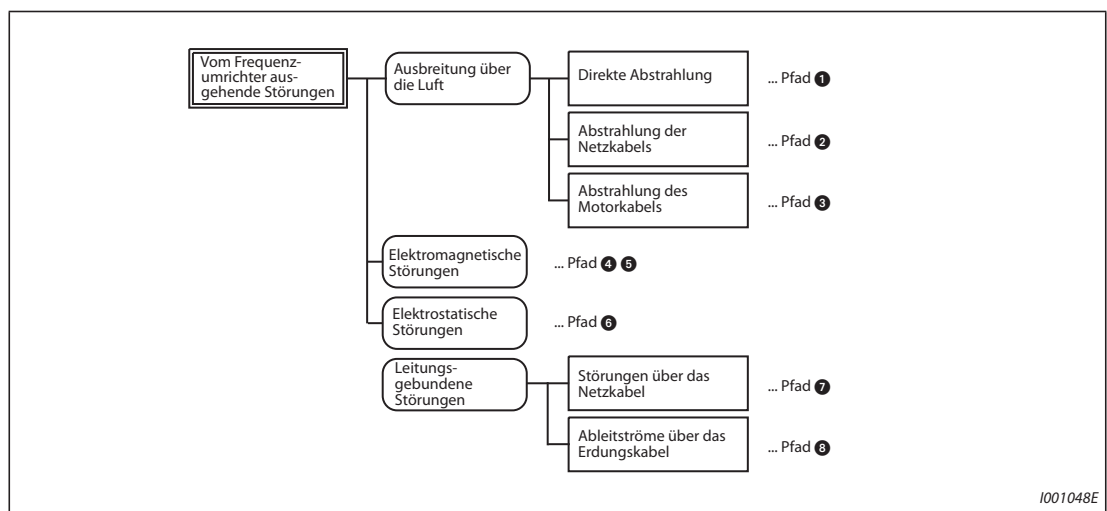 Vom Frequenz-
umrichter aus-
gehende Störungen
Ausbreitung über
die Luft
Direkte Abstrahlung
... Pfad ❶
Abstrahlung der
Netzkabels
... Pfad ❷
Abstrahlung des
Motorkabels
... Pfad ❸
Elektromagnetische
Störungen
... Pfad ❹ ❺
Elektrostatische
Störungen
... Pfad ❻
Leitungs-
gebundene
Störungen
Störungen über das
Netzkabel
... Pfad ❼
Ableitströme über das
Erdungskabel
... Pfad ❽
I001048E